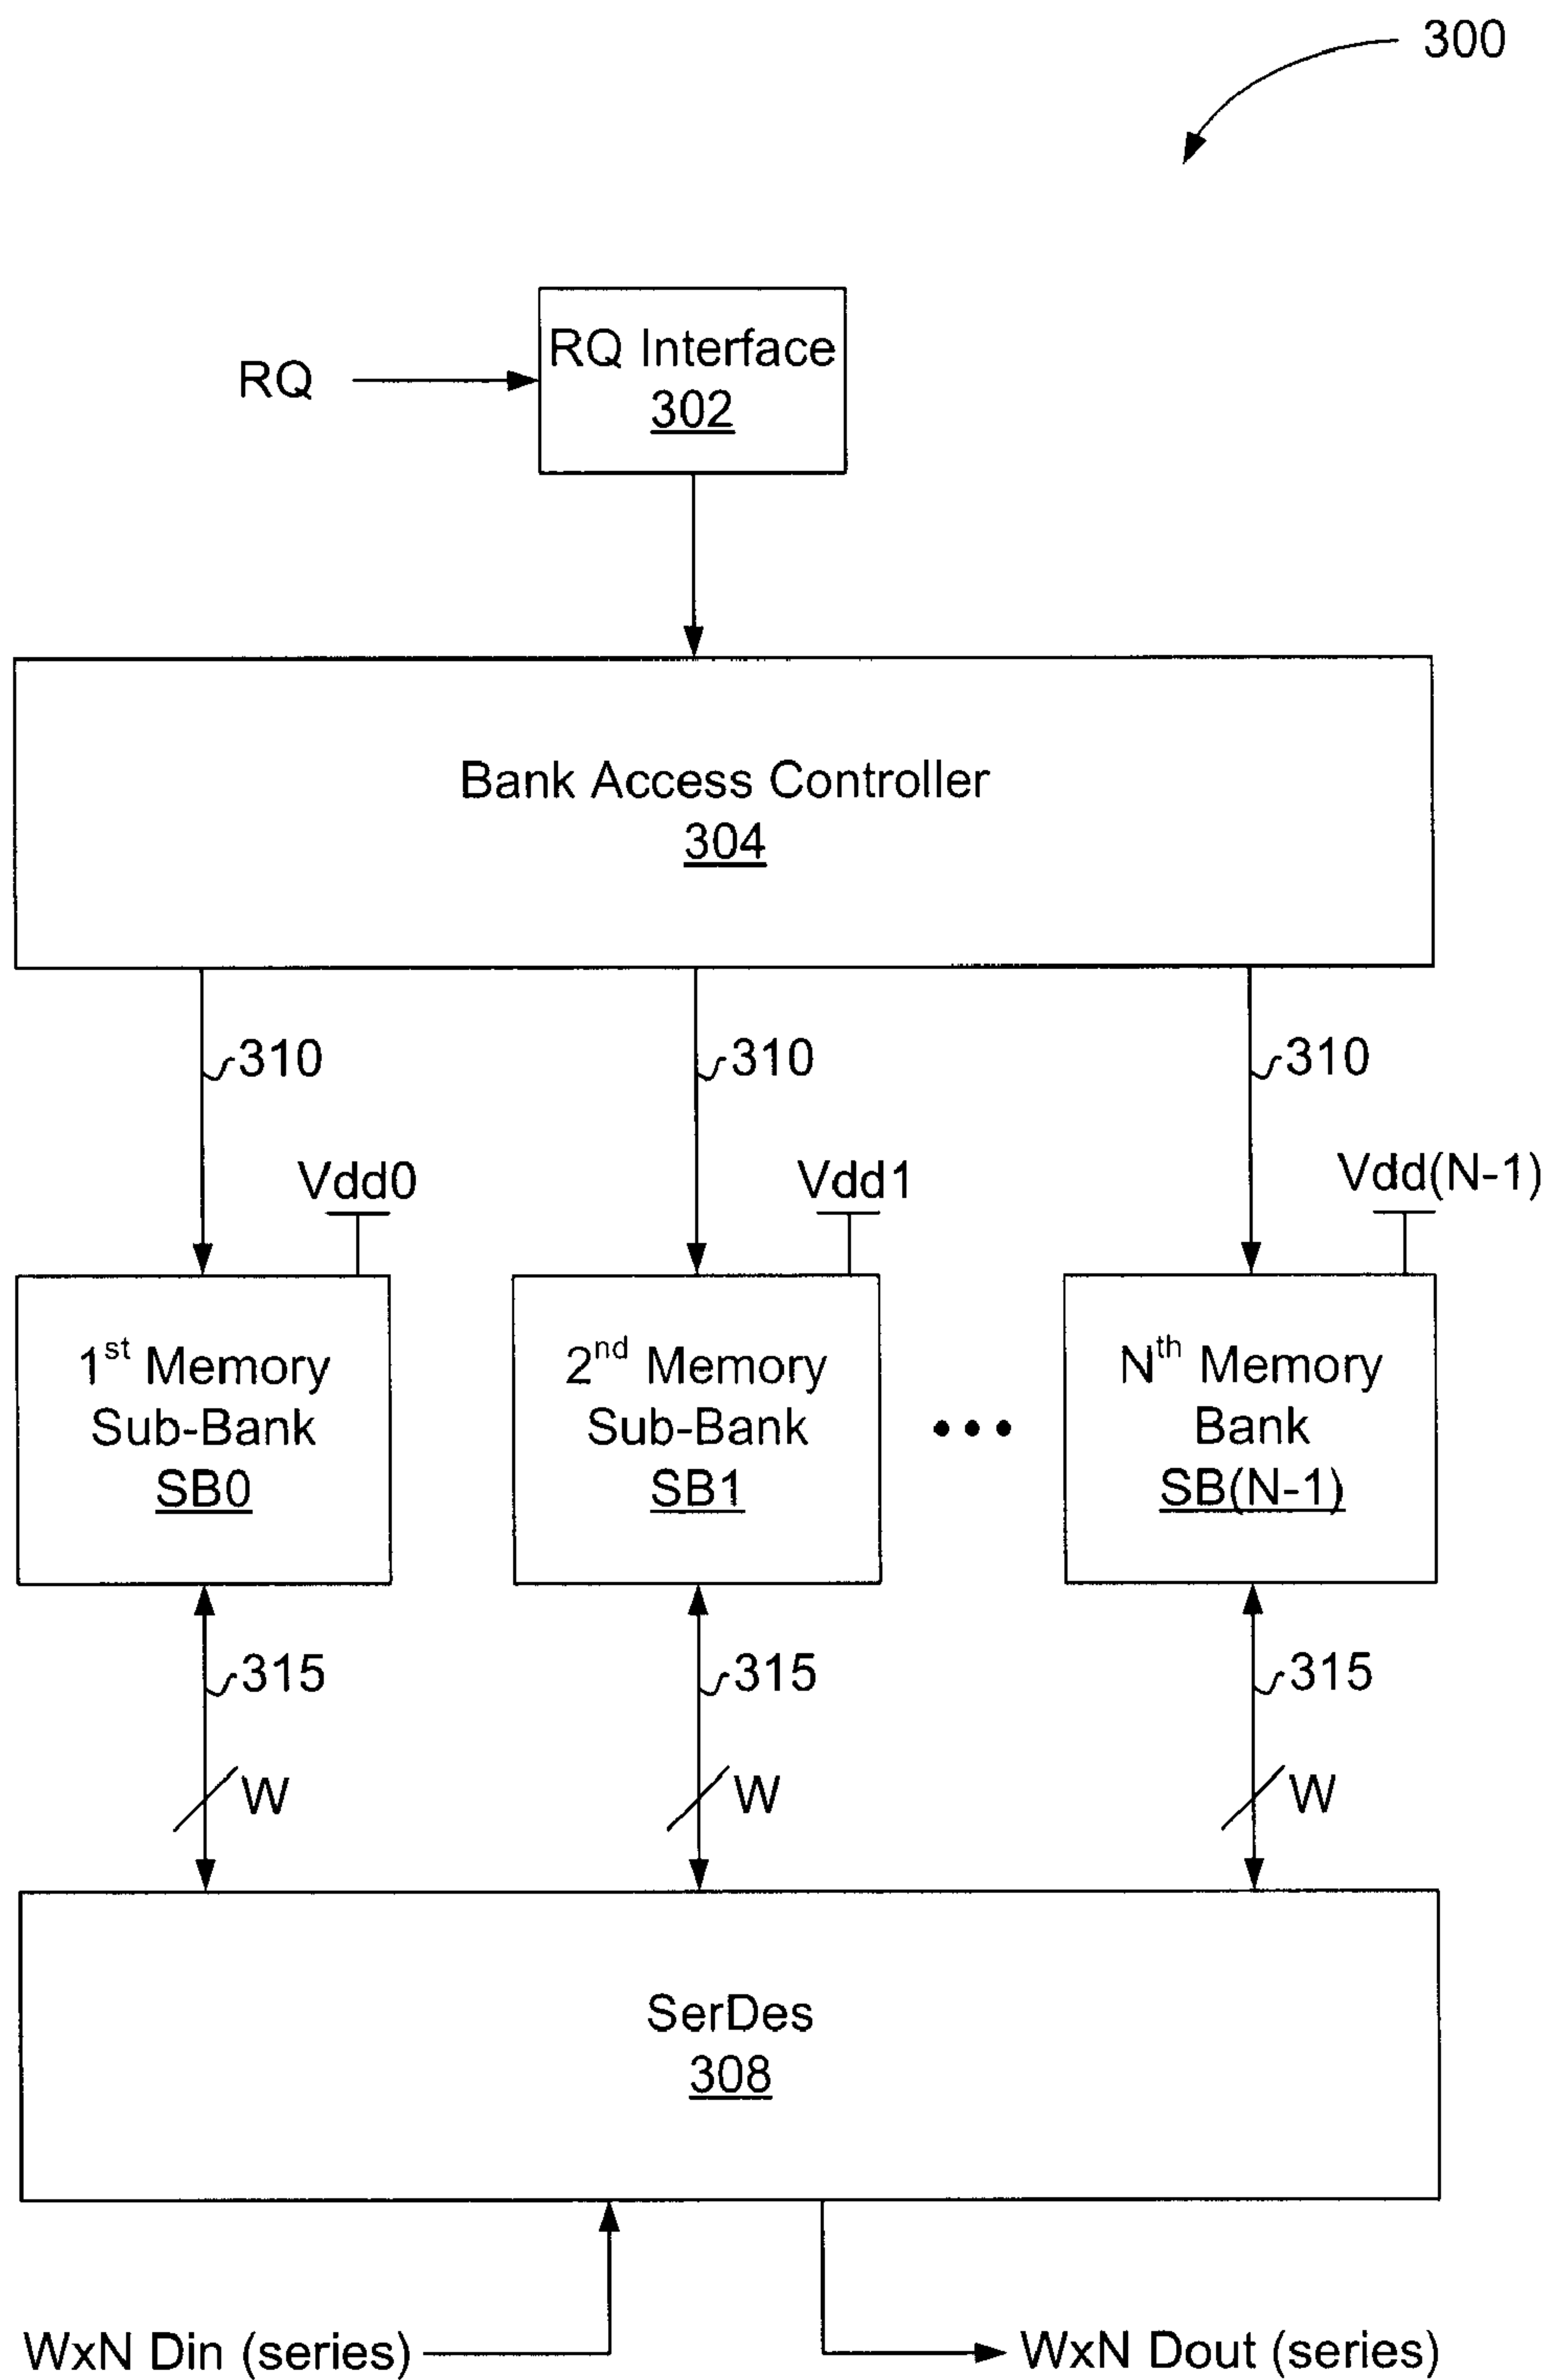 300
RQ
RQ Interface
302
Bank Access Controller
304
310
310
310
Vdd0
Vdd1
Vdd(N-1)
1st Memory
Sub-Bank
SB0
2nd Memory
Sub-Bank
SB1
Nth Memory
Bank
SB(N-1)
315
315
315
W
W
W
SerDes
308
WxN Din (series)
WxN Dout (series)